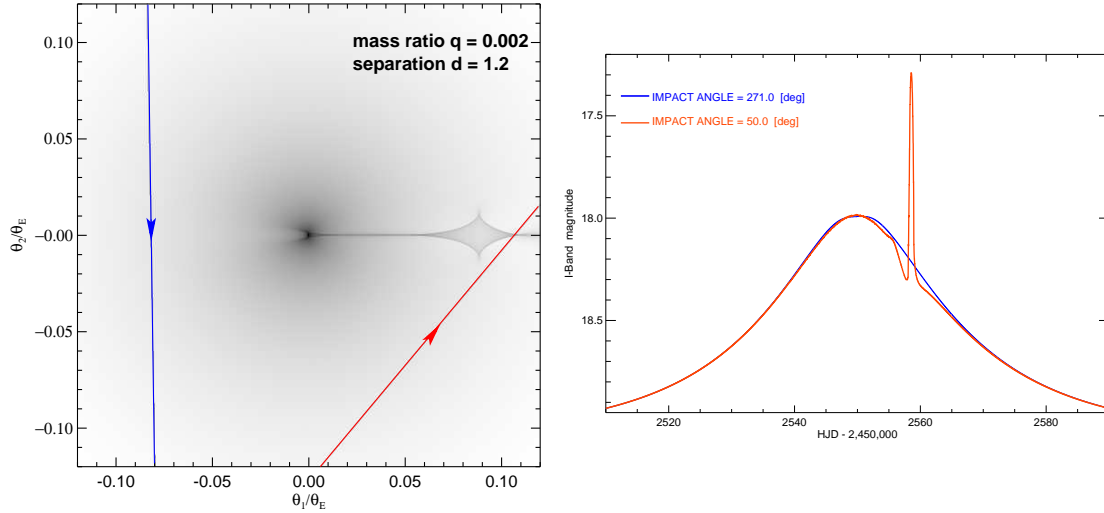 mass ratio q = 0.002
separation d = 1.2
0.10
0.05
−0.00
−0.05
−0.10
θ2/θE
-0.10
-0.05
0.00
0.05
0.10
θ1/θE
IMPACT ANGLE = 271.0 [deg]
IMPACT ANGLE = 50.0 [deg]
17.5
18.0
18.5
I-Band magnitude
2520
2540
2560
2580
HJD - 2,450,000